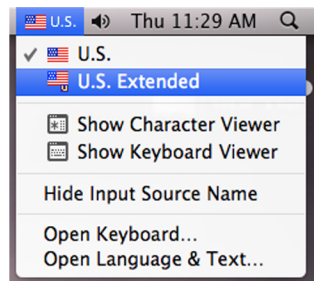 U.S. Thu 11:29 AM
✓ U.S.
U.S. Extended
Show Character Viewer
Show Keyboard Viewer
Hide Input Source Name
Open Keyboard...
Open Language & Text...